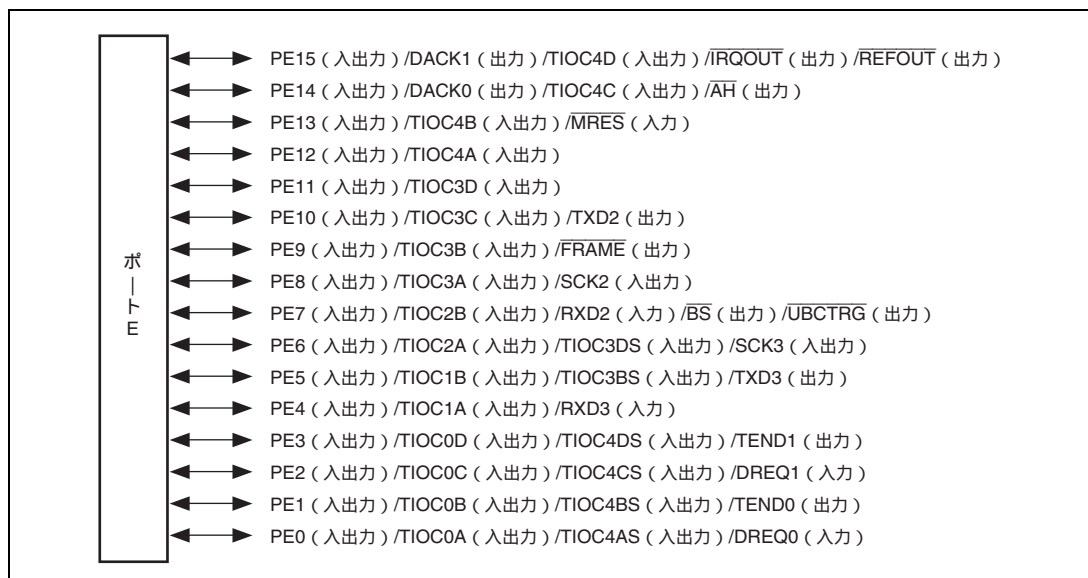 PE15（入出力）/DACK1（出力）/TIOC4D（入出力）/I̅R̅Q̅O̅U̅T̅（出力）/R̅E̅F̅O̅U̅T̅（出力）
PE14（入出力）/DACK0（出力）/TIOC4C（入出力）/A̅H̅（出力）
PE13（入出力）/TIOC4B（入出力）/M̅R̅E̅S̅（入力）
PE12（入出力）/TIOC4A（入出力）
PE11（入出力）/TIOC3D（入出力）
PE10（入出力）/TIOC3C（入出力）/TXD2（出力）
PE9（入出力）/TIOC3B（入出力）/F̅R̅A̅M̅E̅（出力）
PE8（入出力）/TIOC3A（入出力）/SCK2（入出力）
ポートE
PE7（入出力）/TIOC2B（入出力）/RXD2（入力）/B̅S̅（出力）/U̅B̅C̅T̅R̅G̅（出力）
PE6（入出力）/TIOC2A（入出力）/TIOC3DS（入出力）/SCK3（入出力）
PE5（入出力）/TIOC1B（入出力）/TIOC3BS（入出力）/TXD3（出力）
PE4（入出力）/TIOC1A（入出力）/RXD3（入力）
PE3（入出力）/TIOC0D（入出力）/TIOC4DS（入出力）/TEND1（出力）
PE2（入出力）/TIOC0C（入出力）/TIOC4CS（入出力）/DREQ1（入力）
PE1（入出力）/TIOC0B（入出力）/TIOC4BS（入出力）/TEND0（出力）
PE0（入出力）/TIOC0A（入出力）/TIOC4AS（入出力）/DREQ0（入力）